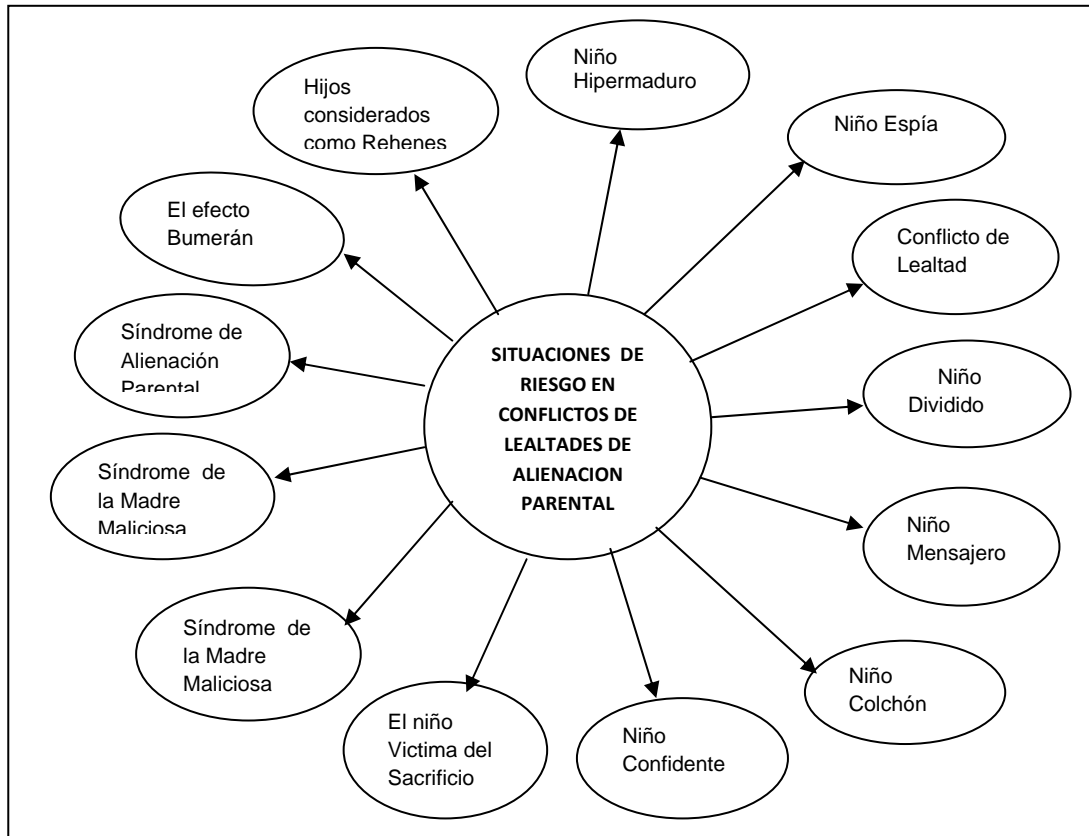 Niño
Hipermaduro
Hijos
considerados
como Rehenes
Niño Espía
El efecto
Bumerán
Conflicto de
Lealtad
Síndrome de
Alienación
Parental
SITUACIONES DE
RIESGO EN
CONFLICTOS DE
LEALTADES DE
ALIENACION
PARENTAL
Niño
Dividido
Síndrome de
la Madre
Maliciosa
Niño
Mensajero
Síndrome de
la Madre
Maliciosa
Niño
Colchón
El niño
Victima del
Sacrificio
Niño
Confidente